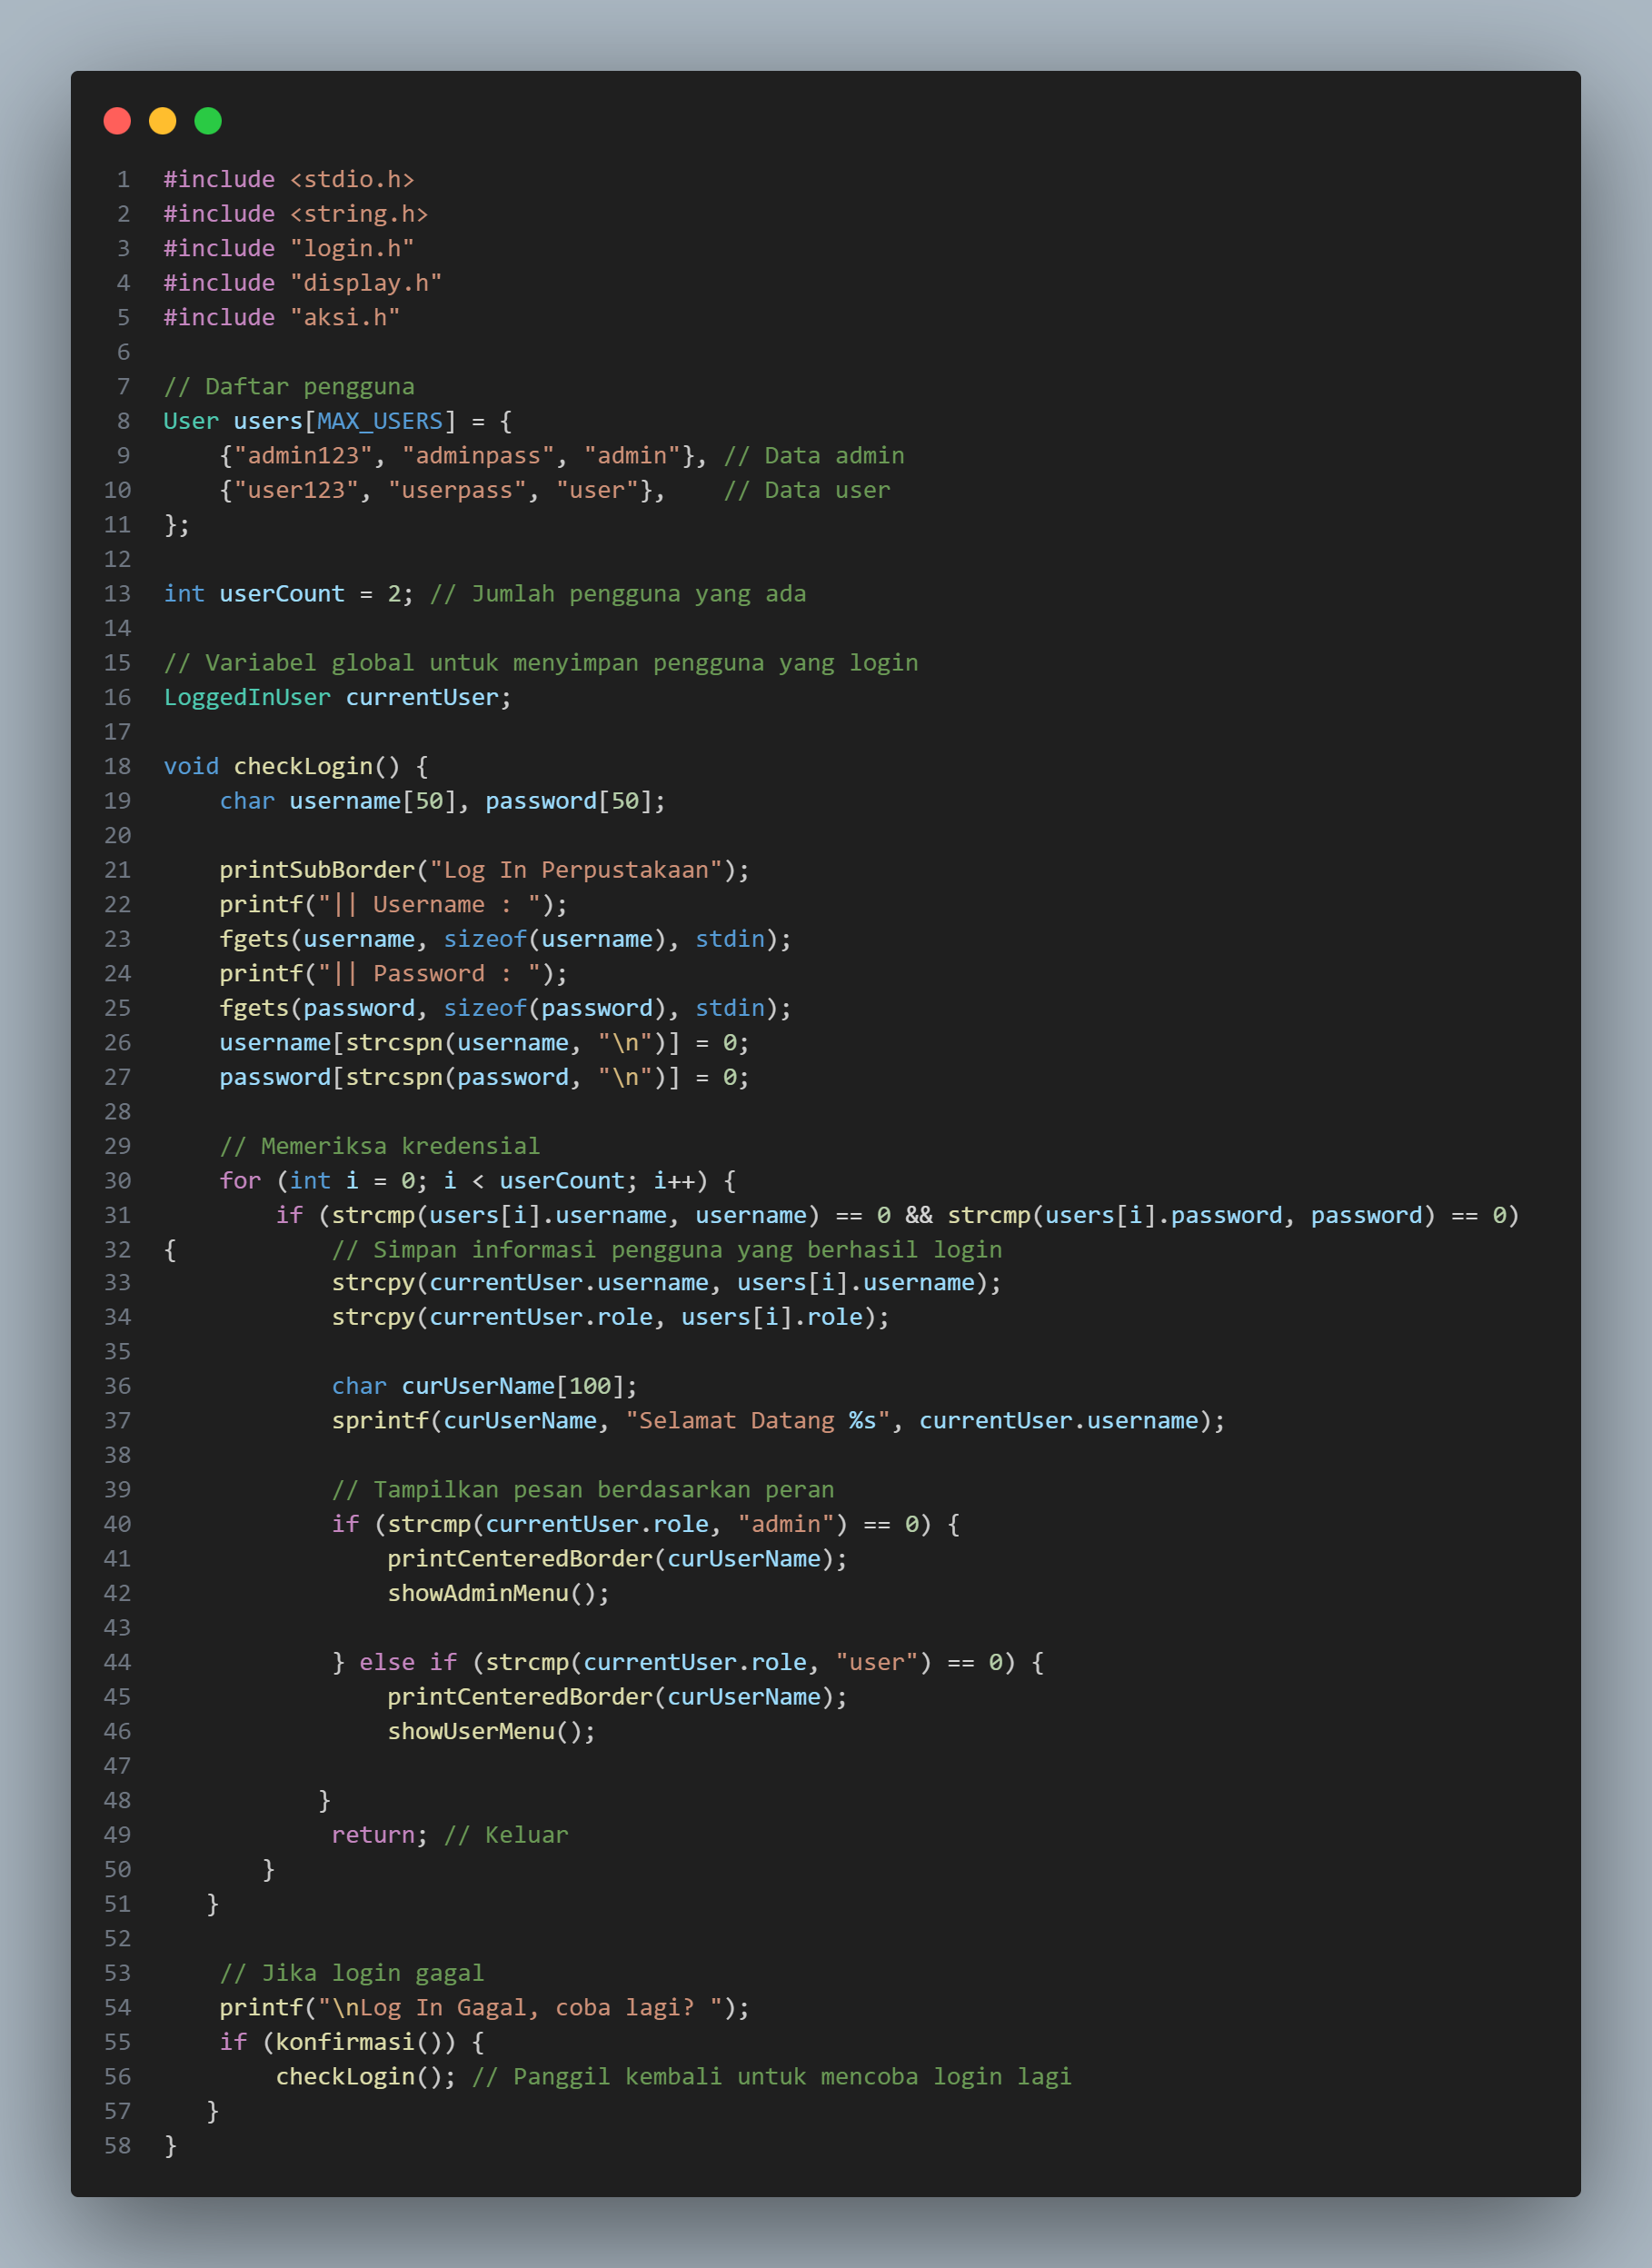 1 #include <stdio.h>
2 #include <string.h>
3 #include "login.h"
4 #include "display.h"
5 #include "aksi.h"
6
7 // Daftar pengguna
8 User users[MAX_USERS] = {
9     {"admin123", "adminpass", "admin"}, // Data admin
10     {"user123", "userpass", "user"},    // Data user
11 };
12
13 int userCount = 2; // Jumlah pengguna yang ada
14
15 // Variabel global untuk menyimpan pengguna yang login
16 LoggedInUser currentUser;
17
18 void checkLogin() {
19     char username[50], password[50];
20
21     printSubBorder("Log In Perpustakaan");
22     printf("|| Username : ");
23     fgets(username, sizeof(username), stdin);
24     printf("|| Password : ");
25     fgets(password, sizeof(password), stdin);
26     username[strcspn(username, "\n")] = 0;
27     password[strcspn(password, "\n")] = 0;
28
29     // Memeriksa kredensial
30     for (int i = 0; i < userCount; i++) {
31         if (strcmp(users[i].username, username) == 0 && strcmp(users[i].password, password) == 0)
32 {           // Simpan informasi pengguna yang berhasil login
33             strcpy(currentUser.username, users[i].username);
34             strcpy(currentUser.role, users[i].role);
35
36             char curUserName[100];
37             sprintf(curUserName, "Selamat Datang %s", currentUser.username);
38
39             // Tampilkan pesan berdasarkan peran
40             if (strcmp(currentUser.role, "admin") == 0) {
41                 printCenteredBorder(curUserName);
42                 showAdminMenu();
43
44             } else if (strcmp(currentUser.role, "user") == 0) {
45                 printCenteredBorder(curUserName);
46                 showUserMenu();
47
48            }
49             return; // Keluar
50        }
51    }
52
53     // Jika login gagal
54     printf("\nLog In Gagal, coba lagi? ");
55     if (konfirmasi()) {
56         checkLogin(); // Panggil kembali untuk mencoba login lagi
57    }
58 }